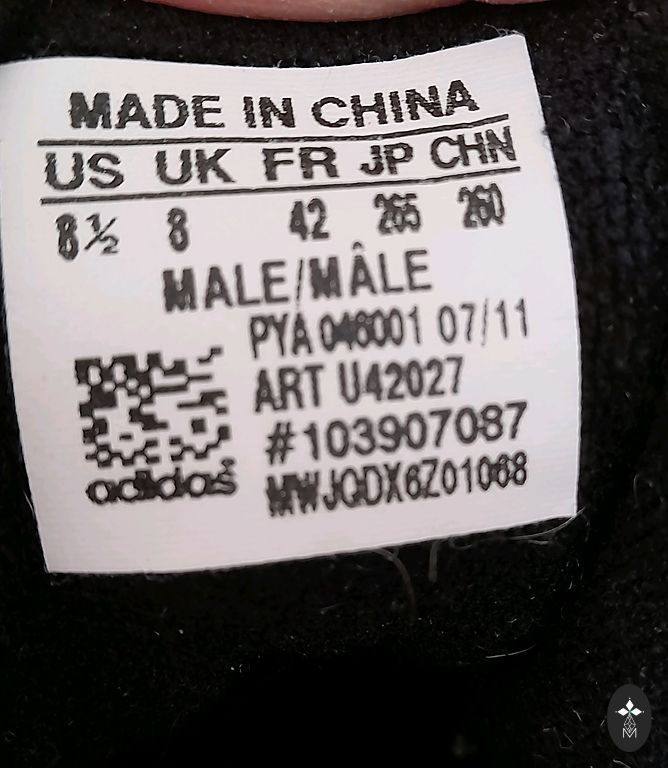 MADE IN CHINA
US UK FR JP CHN
8½ 8 42 265 260
MALE/MÂLE
PYA 046001 07/11
ART U42027
#103907087
adidas
MWJQDX6Z01068
M